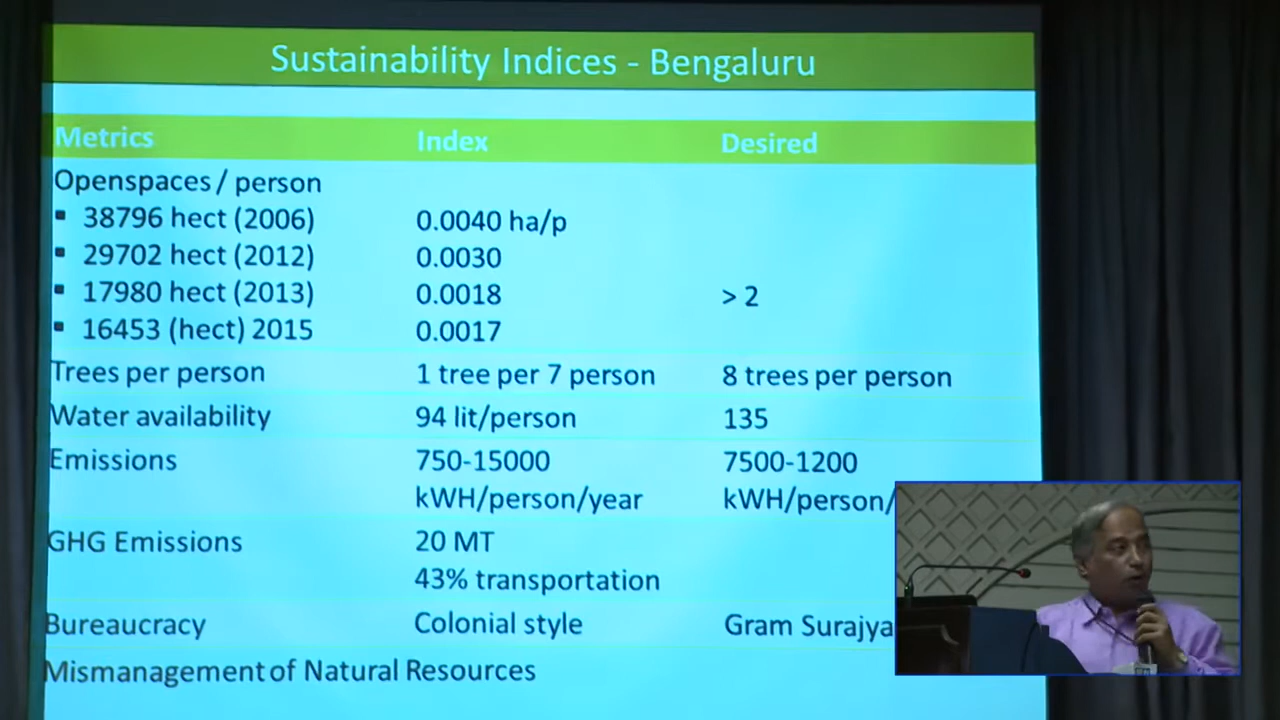 Sustainability Indices - Bengaluru
Metrics Index Desired
Openspaces / person
▪ 38796 hect (2006) 0.0040 ha/p
▪ 29702 hect (2012) 0.0030
▪ 17980 hect (2013) 0.0018 > 2
▪ 16453 (hect) 2015 0.0017
Trees per person 1 tree per 7 person 8 trees per person
Water availability 94 lit/person 135
Emissions 750-15000 7500-1200
kWH/person/year kWH/person/
GHG Emissions 20 MT
43% transportation
Bureaucracy Colonial style Gram Surajya
Mismanagement of Natural Resources